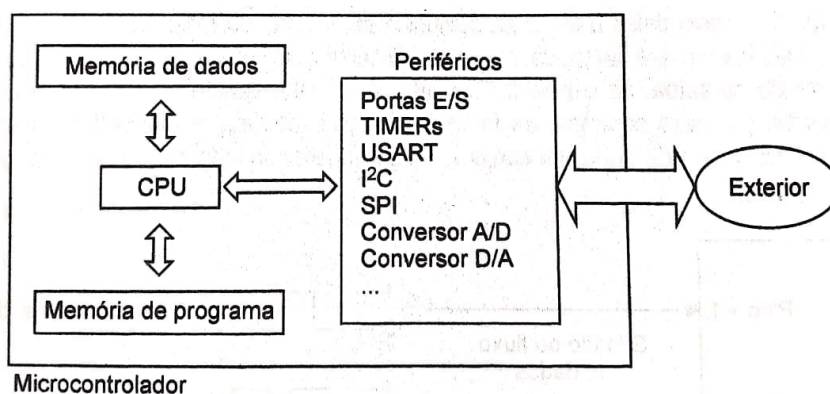 Memória de dados
CPU
Memória de programa
Periféricos
Portas E/S
TIMERs
USART
I²C
SPI
Conversor A/D
Conversor D/A
...
Exterior
Microcontrolador